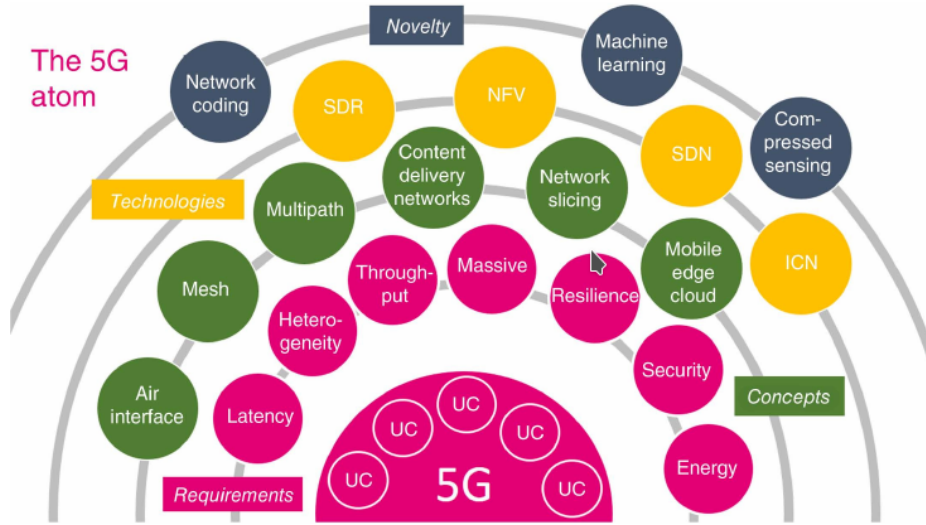 The 5G
atom
Novelty
Network
coding
Machine
learning
Com-
pressed
sensing
Technologies
SDR
NFV
SDN
ICN
Air
interface
Mesh
Multipath
Content
delivery
networks
Network
slicing
Mobile
edge
cloud
Concepts
Requirements
Latency
Hetero-
geneity
Through-
put
Massive
Resilience
Security
Energy
UC
UC
UC
UC
UC
5G